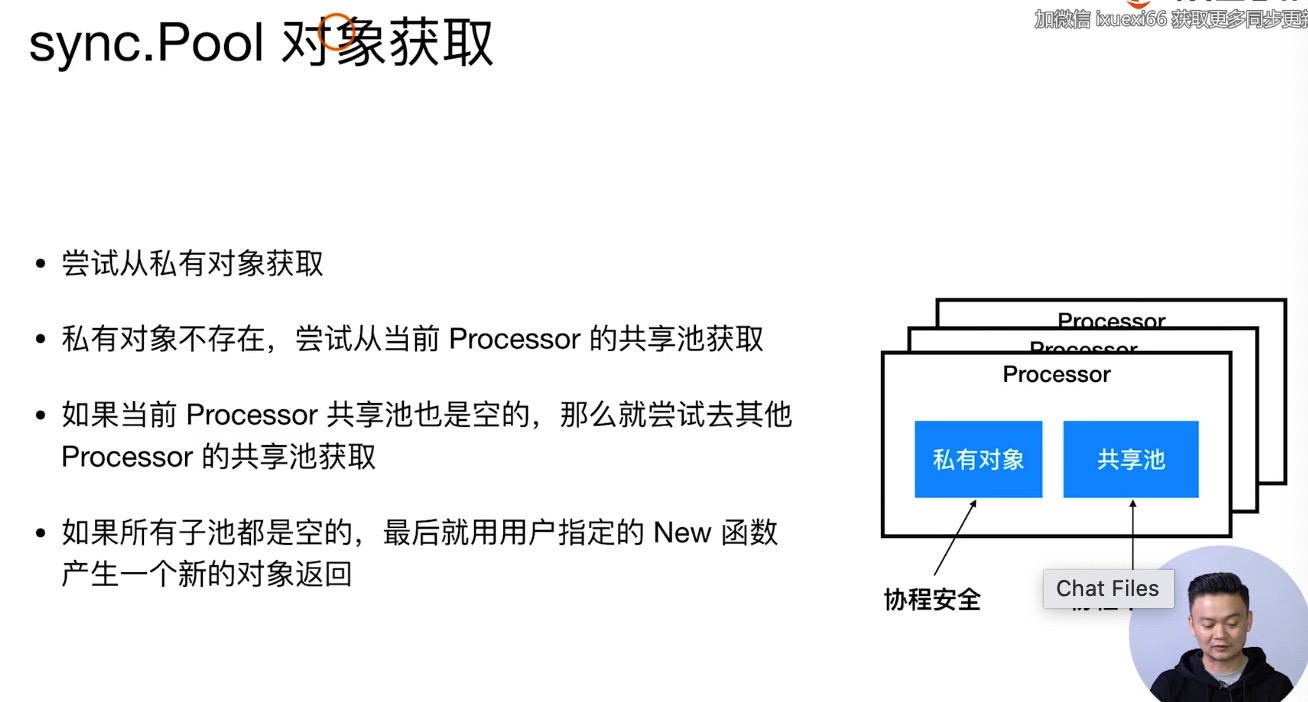 加微信 ixuexi66 获取更多同步更新
sync.Pool 对象获取
• 尝试从私有对象获取
• 私有对象不存在，尝试从当前 Processor 的共享池获取
• 如果当前 Processor 共享池也是空的，那么就尝试去其他
Processor 的共享池获取
• 如果所有子池都是空的，最后就用用户指定的 New 函数
产生一个新的对象返回
Processor
Processor
Processor
私有对象
共享池
协程安全
Chat Files